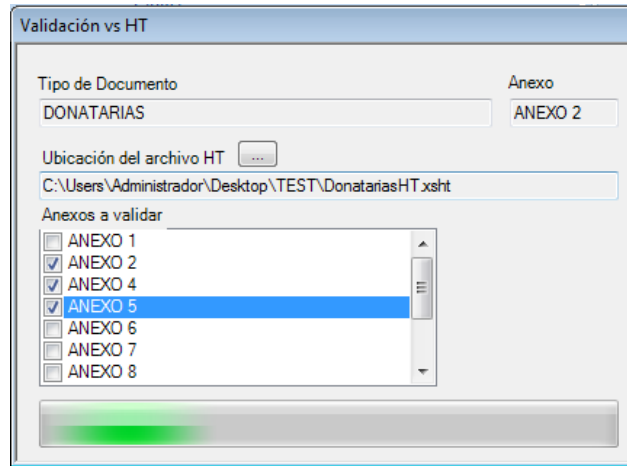 Validación vs HT
Tipo de Documento Anexo
DONATARIAS ANEXO 2
Ubicación del archivo HT ...
C:\Users\Administrador\Desktop\TEST\DonatariasHT.xsht
Anexos a validar
ANEXO 1
ANEXO 2
ANEXO 4
ANEXO 5
ANEXO 6
ANEXO 7
ANEXO 8